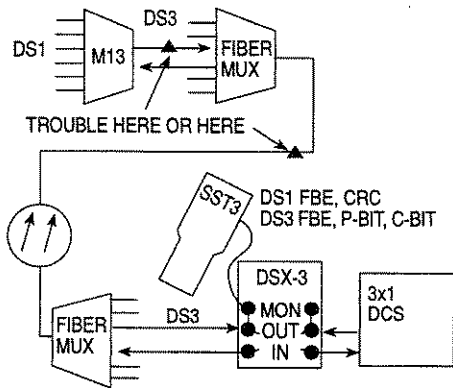 DS3
DS1
M13
FIBER
MUX
TROUBLE HERE OR HERE
SST3
DS1 FBE, CRC
DS3 FBE, P-BIT, C-BIT
DSX-3
MON
OUT
IN
3x1
DCS
FIBER
MUX
DS3